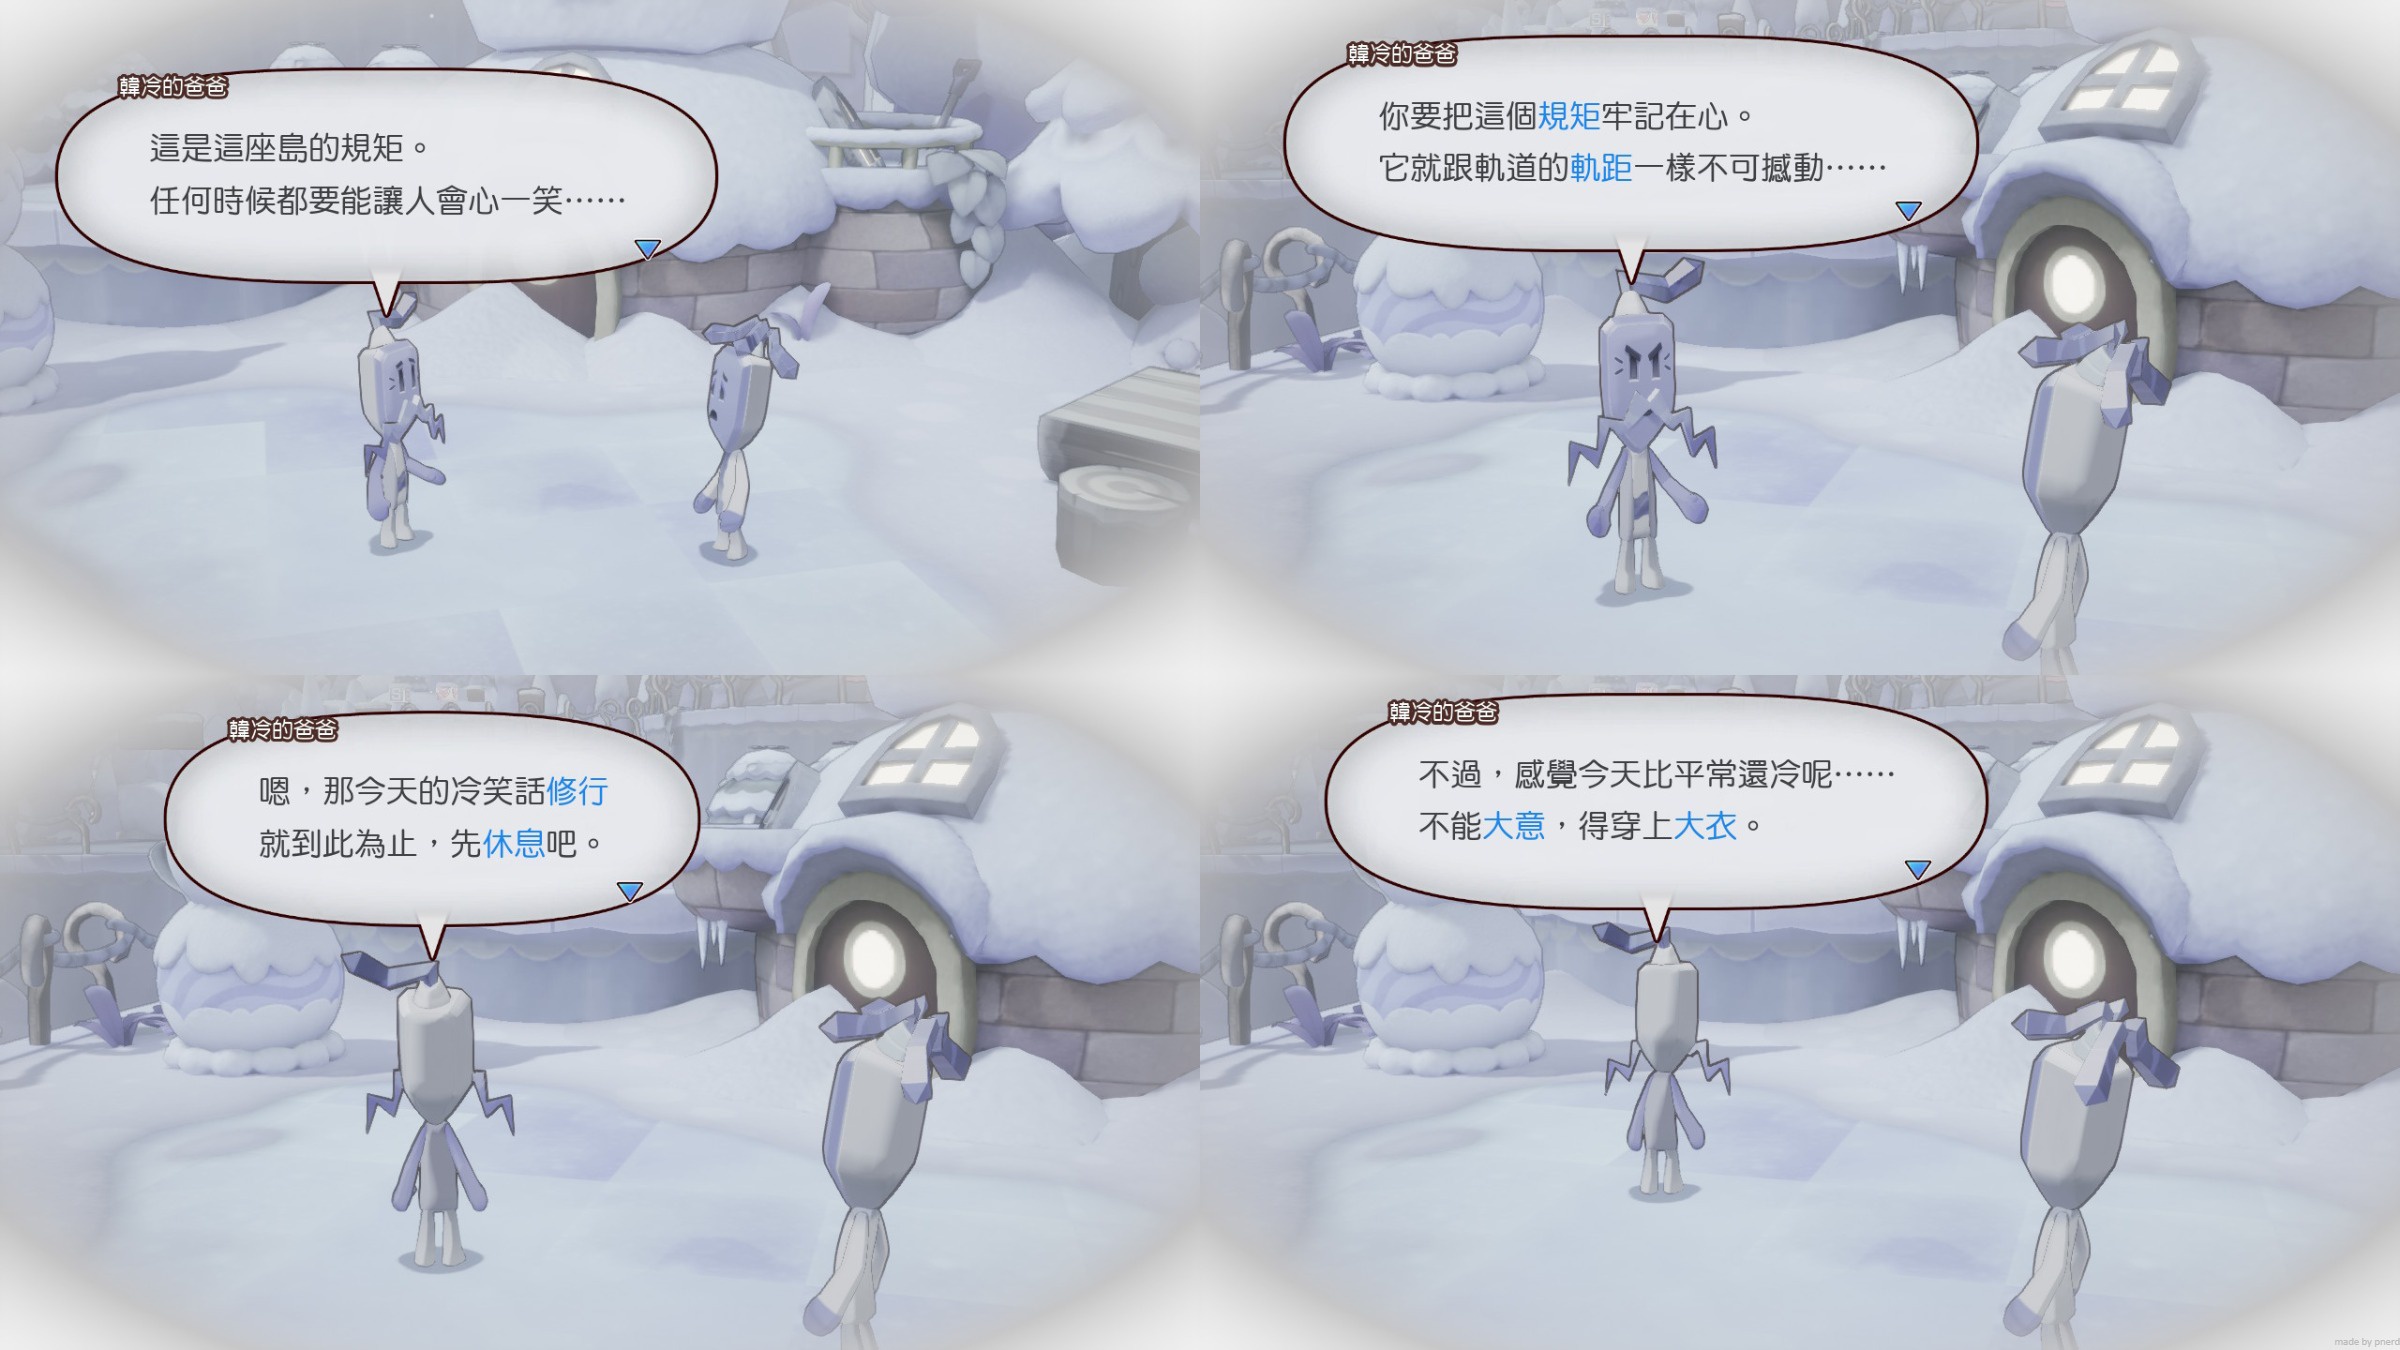 韓冷的爸爸
這是這座島的規矩。
任何時候都要能讓人會心一笑……
韓冷的爸爸
你要把這個規矩牢記在心。
它就跟軌道的軌距一樣不可撼動……
韓冷的爸爸
嗯，那今天的冷笑話修行
就到此為止，先休息吧。
韓冷的爸爸
不過，感覺今天比平常還冷呢……
不能大意，得穿上大衣。
made by pnerd